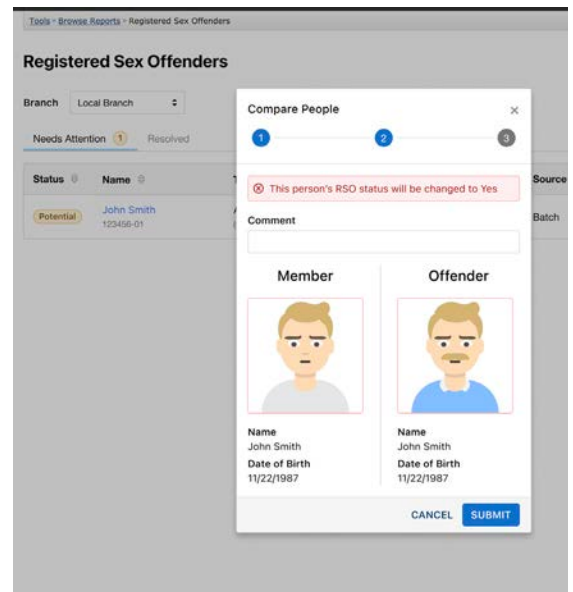 Tools › Browse Reports › Registered Sex Offenders
Registered Sex Offenders
Branch Local Branch
Needs Attention 1 Resolved
Status Name Source
Potential John Smith Batch
123456-01
Compare People ×
1 2 3
This person's RSO status will be changed to Yes
Comment
Member Offender
Name Name
John Smith John Smith
Date of Birth Date of Birth
11/22/1987 11/22/1987
CANCEL SUBMIT